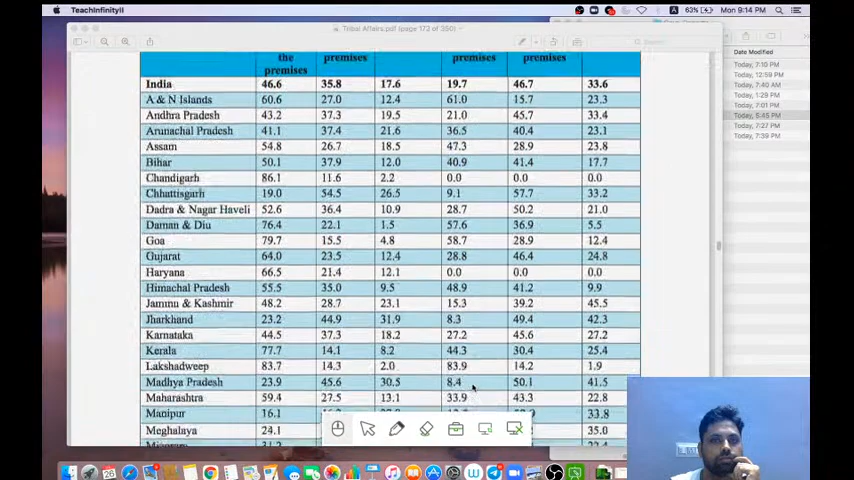 TeachInfinityII
63%
Mon 9:14 PM
Tribal Affairs.pdf (page 172 of 350)
Date Modified
Today, 7:10 PM
Today, 12:59 PM
Today, 7:40 AM
Today, 1:29 PM
Today, 7:01 PM
Today, 5:45 PM
Today, 7:27 PM
Today, 7:39 PM
the premises premises premises premises
India 46.6 35.8 17.6 19.7 46.7 33.6
A & N Islands 60.6 27.0 12.4 61.0 15.7 23.3
Andhra Pradesh 43.2 37.3 19.5 21.0 45.7 33.4
Arunachal Pradesh 41.1 37.4 21.6 36.5 40.4 23.1
Assam 54.8 26.7 18.5 47.3 28.9 23.8
Bihar 50.1 37.9 12.0 40.9 41.4 17.7
Chandigarh 86.1 11.6 2.2 0.0 0.0 0.0
Chhattisgarh 19.0 54.5 26.5 9.1 57.7 33.2
Dadra & Nagar Haveli 52.6 36.4 10.9 28.7 50.2 21.0
Daman & Diu 76.4 22.1 1.5 57.6 36.9 5.5
Goa 79.7 15.5 4.8 58.7 28.9 12.4
Gujarat 64.0 23.5 12.4 28.8 46.4 24.8
Haryana 66.5 21.4 12.1 0.0 0.0 0.0
Himachal Pradesh 55.5 35.0 9.5 48.9 41.2 9.9
Jammu & Kashmir 48.2 28.7 23.1 15.3 39.2 45.5
Jharkhand 23.2 44.9 31.9 8.3 49.4 42.3
Karnataka 44.5 37.3 18.2 27.2 45.6 27.2
Kerala 77.7 14.1 8.2 44.3 30.4 25.4
Lakshadweep 83.7 14.3 2.0 83.9 14.2 1.9
Madhya Pradesh 23.9 45.6 30.5 8.4 50.1 41.5
Maharashtra 59.4 27.5 13.1 33.9 43.3 22.8
Manipur 16.1 33.8
Meghalaya 24.1 35.0